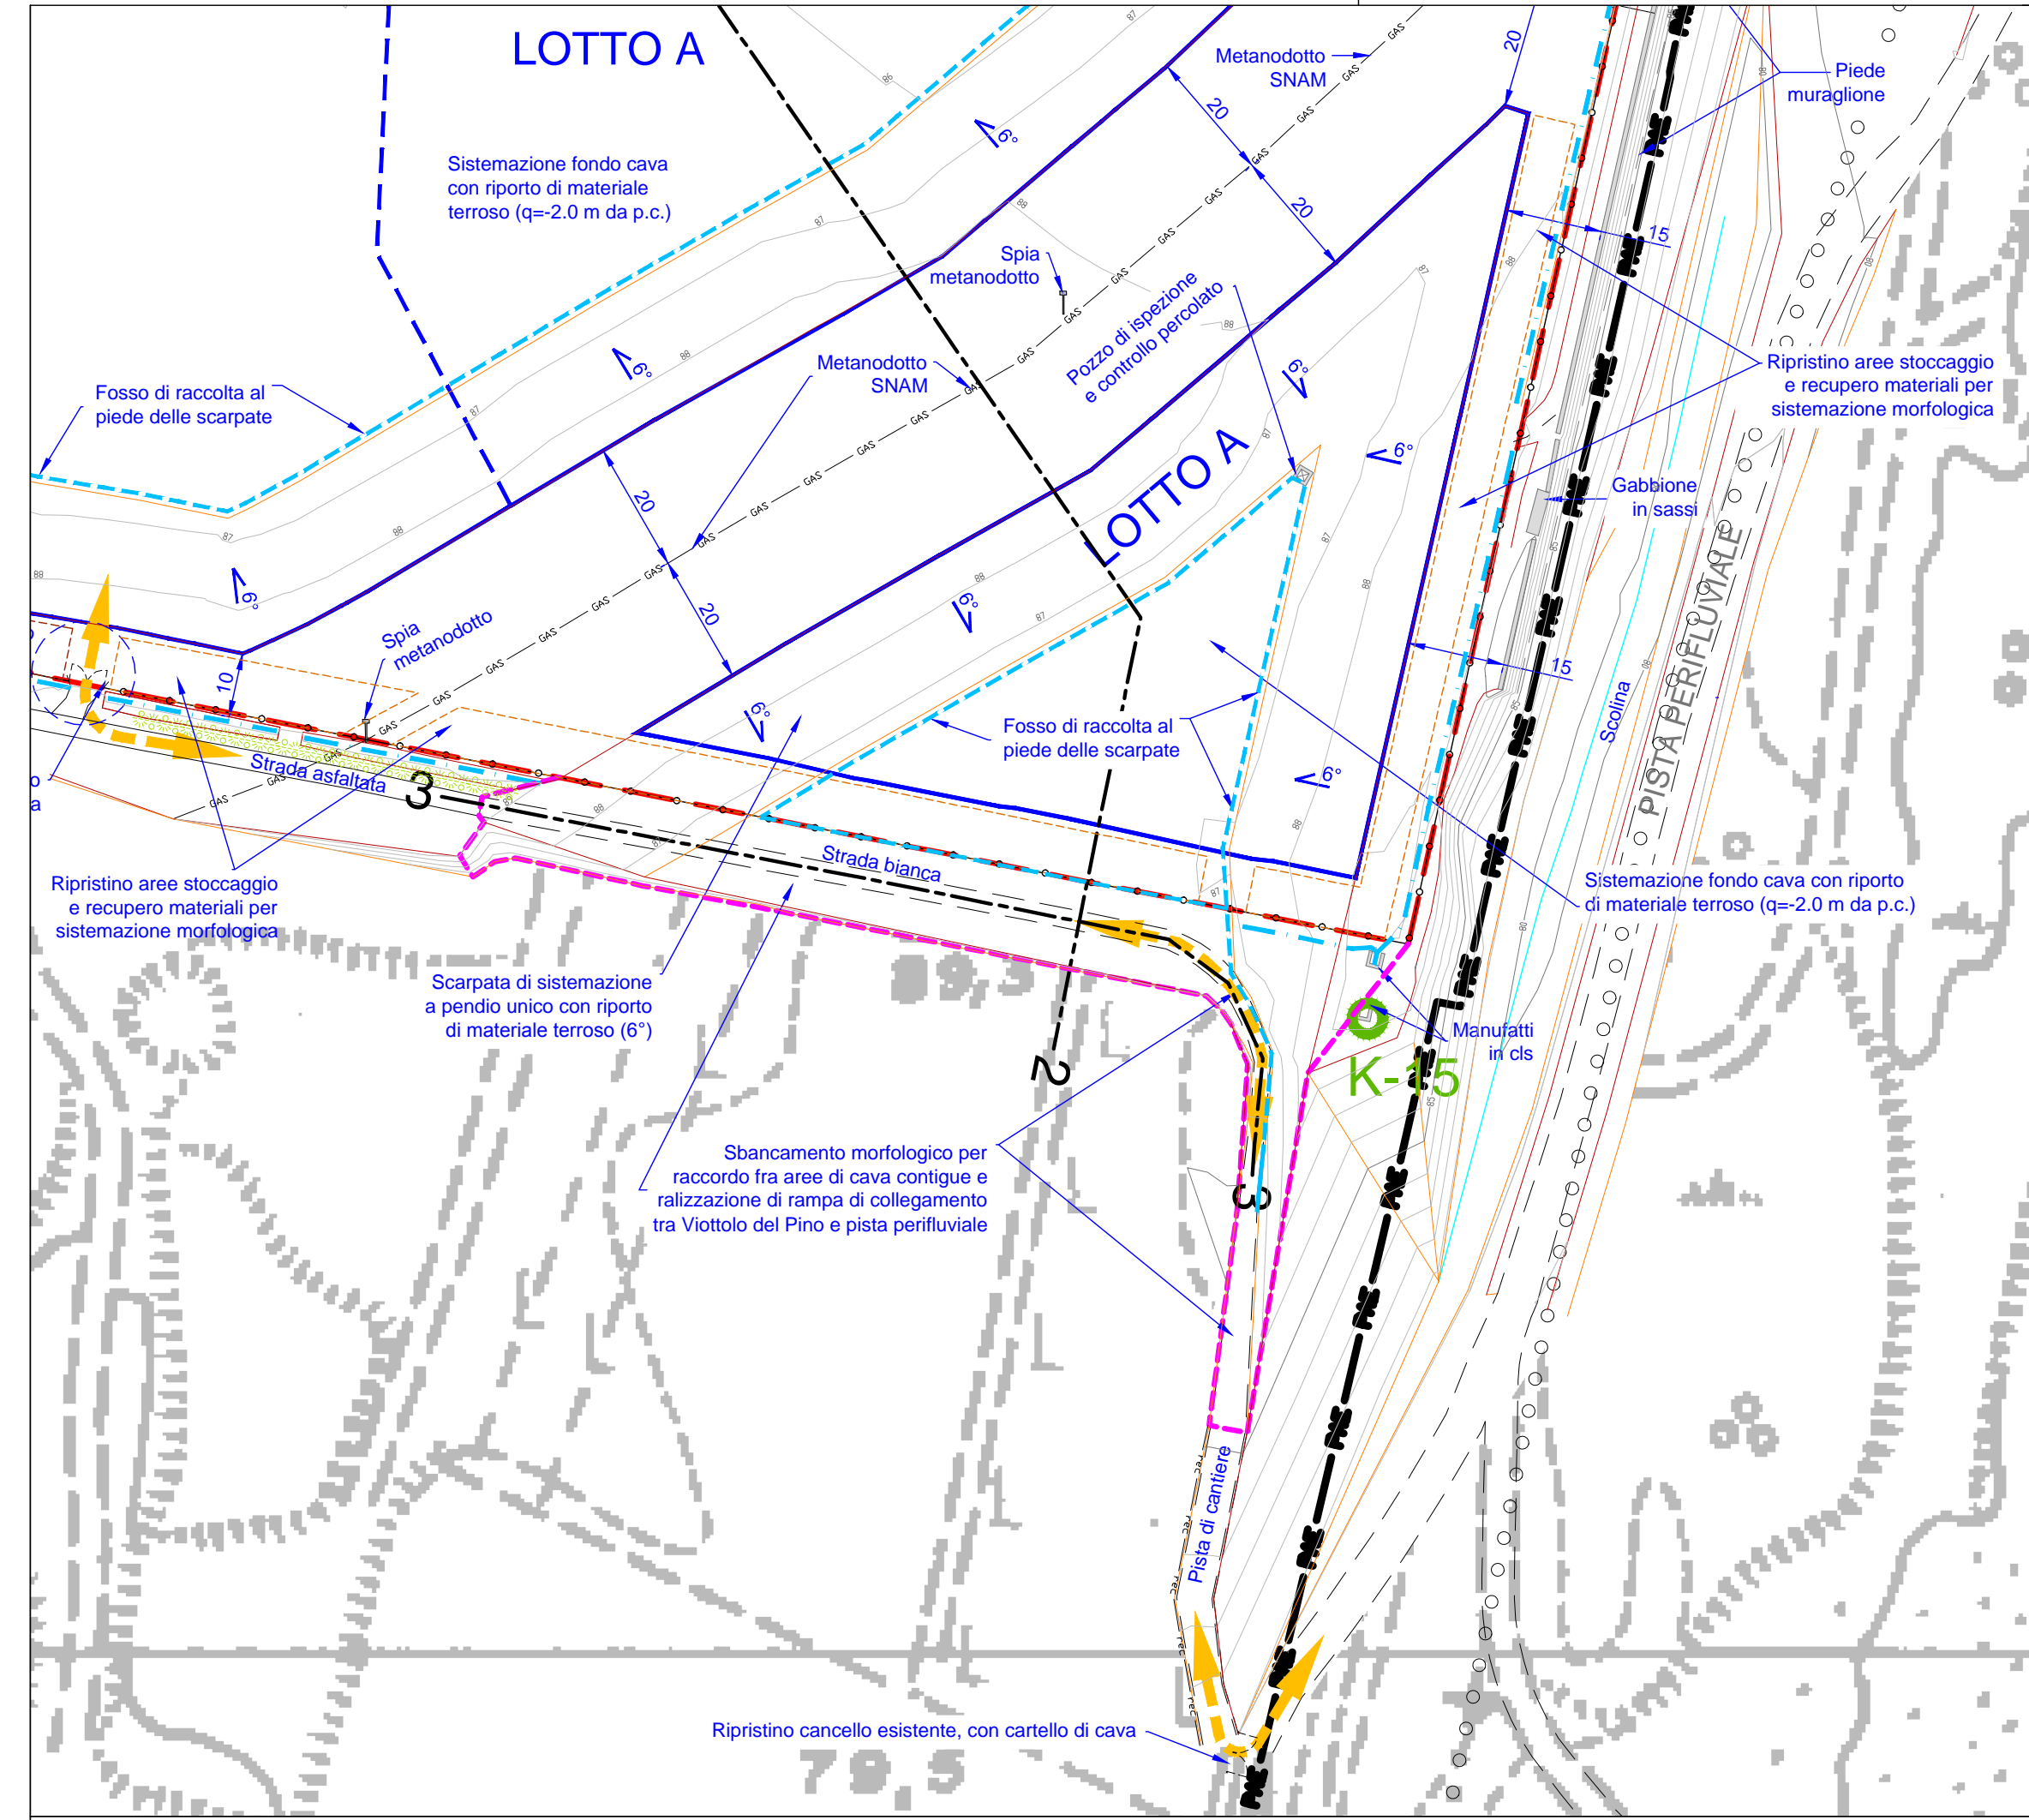 LOTTO A
Metanodotto
SNAM
Piede
muraglione
Sistemazione fondo cava
con riporto di materiale
terroso (q=-2.0 m da p.c.)
20
20
20
6°
15
Spia
metanodotto
Pozzo di ispezione
e controllo percolato
Metanodotto
SNAM
6°
6°
Ripristino aree stoccaggio
e recupero materiali per
sistemazione morfologica
Fosso di raccolta al
piede delle scarpate
LOTTO A
6°
Gabbione
in sassi
20
20
6°
6°
Spia
metanodotto
10
15
Scolina
PISTA PERIFLUVIALE
6°
Fosso di raccolta al
piede delle scarpate
6°
Strada asfaltata
3
o
a
Strada bianca
Ripristino aree stoccaggio
e recupero materiali per
sistemazione morfologica
Sistemazione fondo cava con riporto
di materiale terroso (q=-2.0 m da p.c.)
Scarpata di sistemazione
a pendio unico con riporto
di materiale terroso (6°)
89,3
2
Manufatti
in cls
K-15
Sbancamento morfologico per
raccordo fra aree di cava contigue e
ralizzazione di rampa di collegamento
tra Viottolo del Pino e pista perifluviale
3
Pista di cantiere
Ripristino cancello esistente, con cartello di cava
79,5